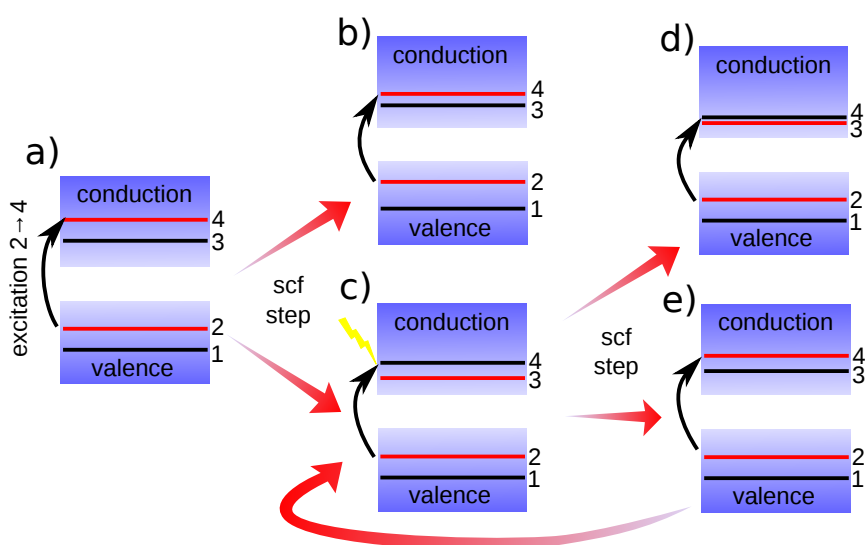 a)
excitation 2→4
conduction
4
3
2
1
valence
b)
conduction
4
3
2
1
valence
scf
step
c)
conduction
4
3
2
1
valence
d)
conduction
4
3
2
1
valence
scf
step
e)
conduction
4
3
2
1
valence